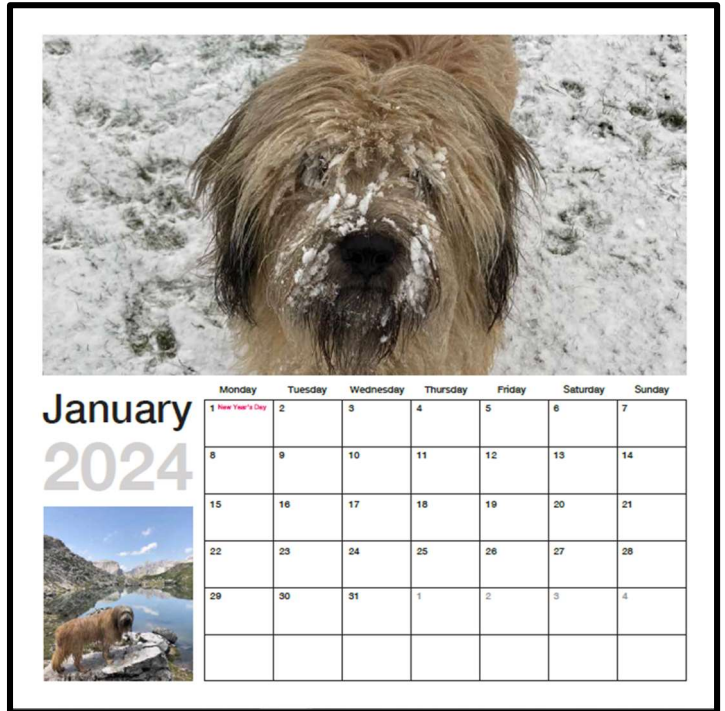 January
2024
Monday Tuesday Wednesday Thursday Friday Saturday Sunday
1 New Year's Day 2 3 4 5 6 7
8 9 10 11 12 13 14
15 16 17 18 19 20 21
22 23 24 25 26 27 28
29 30 31 1 2 3 4